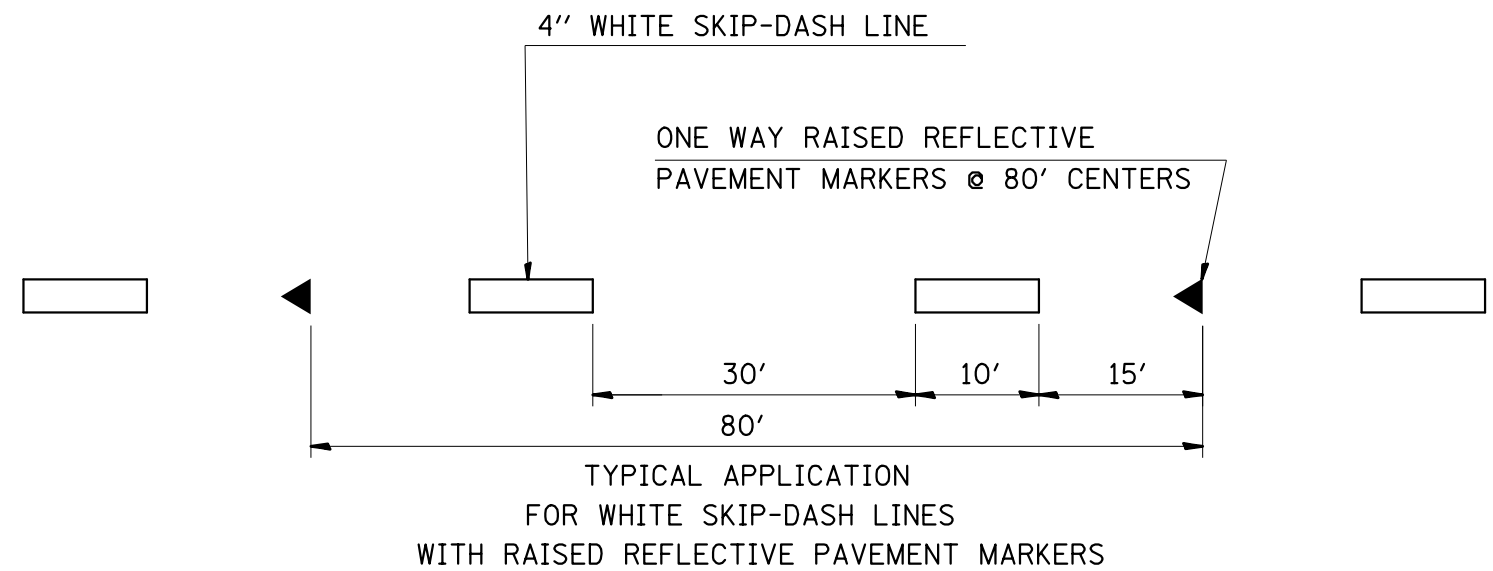 4" WHITE SKIP-DASH LINE
ONE WAY RAISED REFLECTIVE
PAVEMENT MARKERS @ 80' CENTERS
30'
10'
15'
80'
TYPICAL APPLICATION
FOR WHITE SKIP-DASH LINES
WITH RAISED REFLECTIVE PAVEMENT MARKERS